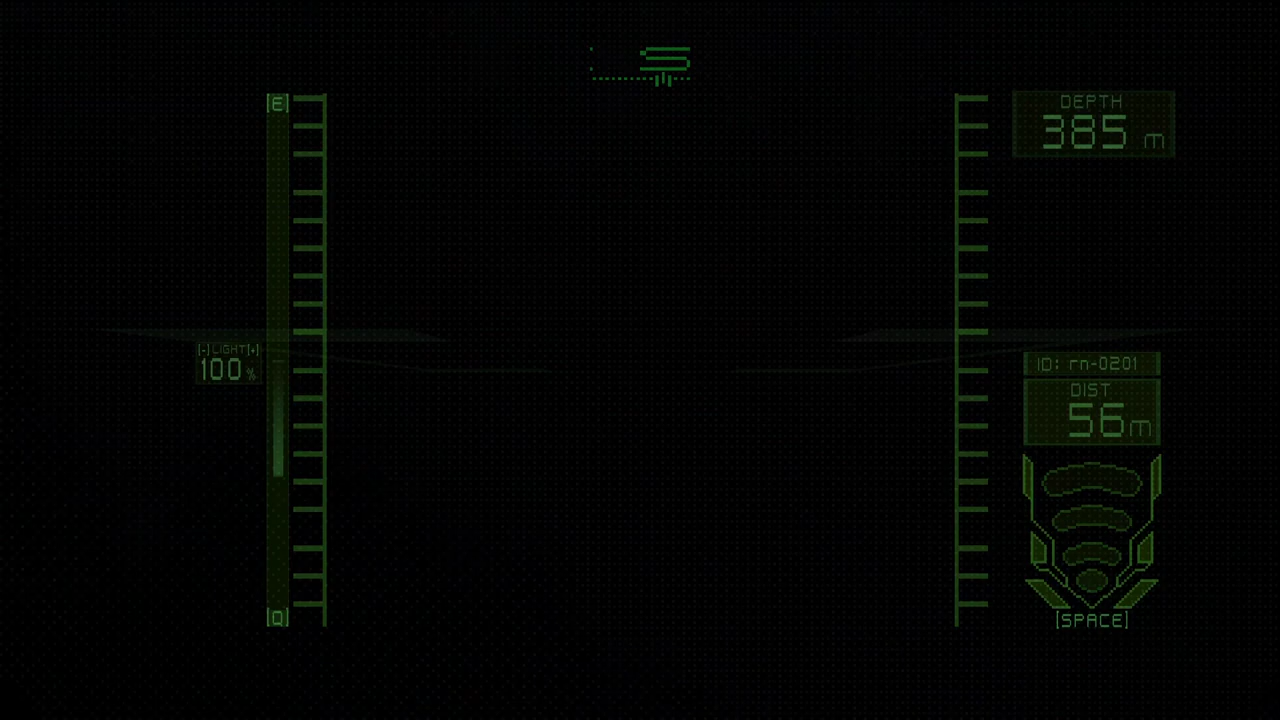 S
[E]
DEPTH
385 m
[-]LIGHT[+]
100 %
ID: rn-0201
DIST
56m
[Q]
[SPACE]